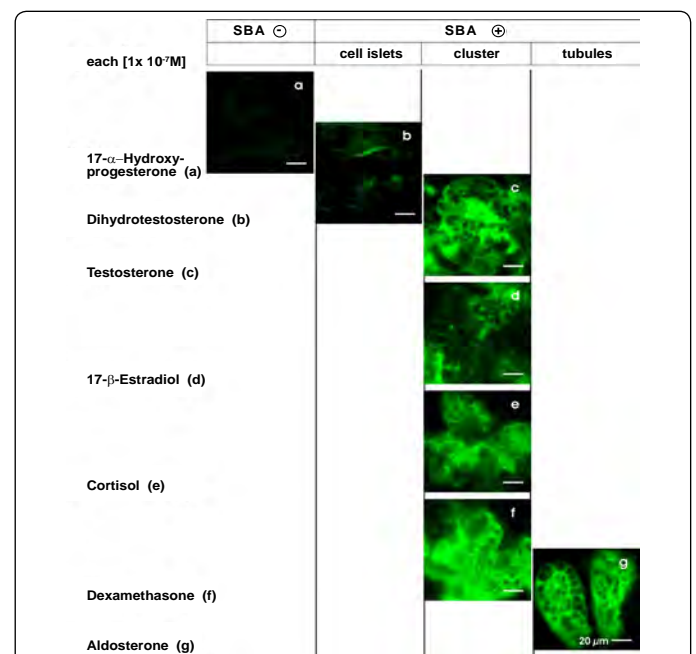 SBA ⊖ SBA ⊕
each [1x 10-7M] cell islets cluster tubules
a
b
17-α–Hydroxy-
progesterone (a)
c
Dihydrotestosterone (b)
Testosterone (c)
d
17-β-Estradiol (d)
e
Cortisol (e)
f
g
Dexamethasone (f)
20 µm
Aldosterone (g)